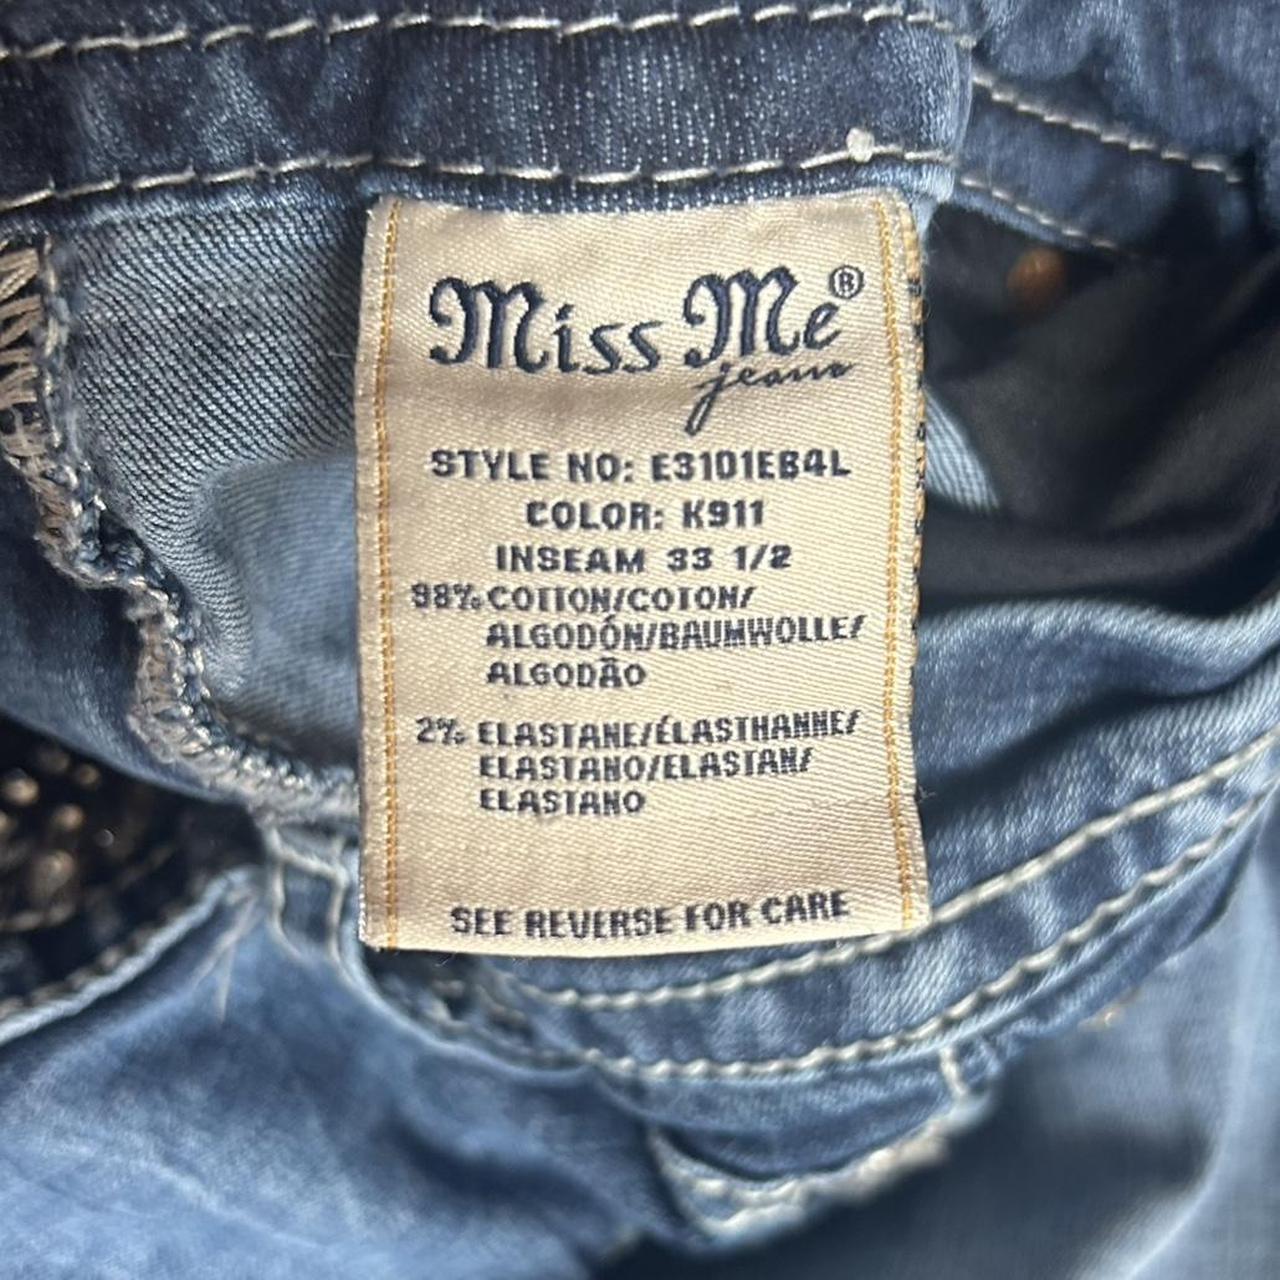 Miss Me®
jeans
STYLE NO: E3101EB4L
COLOR: K911
INSEAM 33 1/2
98% COTTON/COTON/
ALGODÓN/BAUMWOLLE/
ALGODÃO
2% ELASTANE/ÉLASTHANNE/
ELASTANO/ELASTAN/
ELASTANO
SEE REVERSE FOR CARE